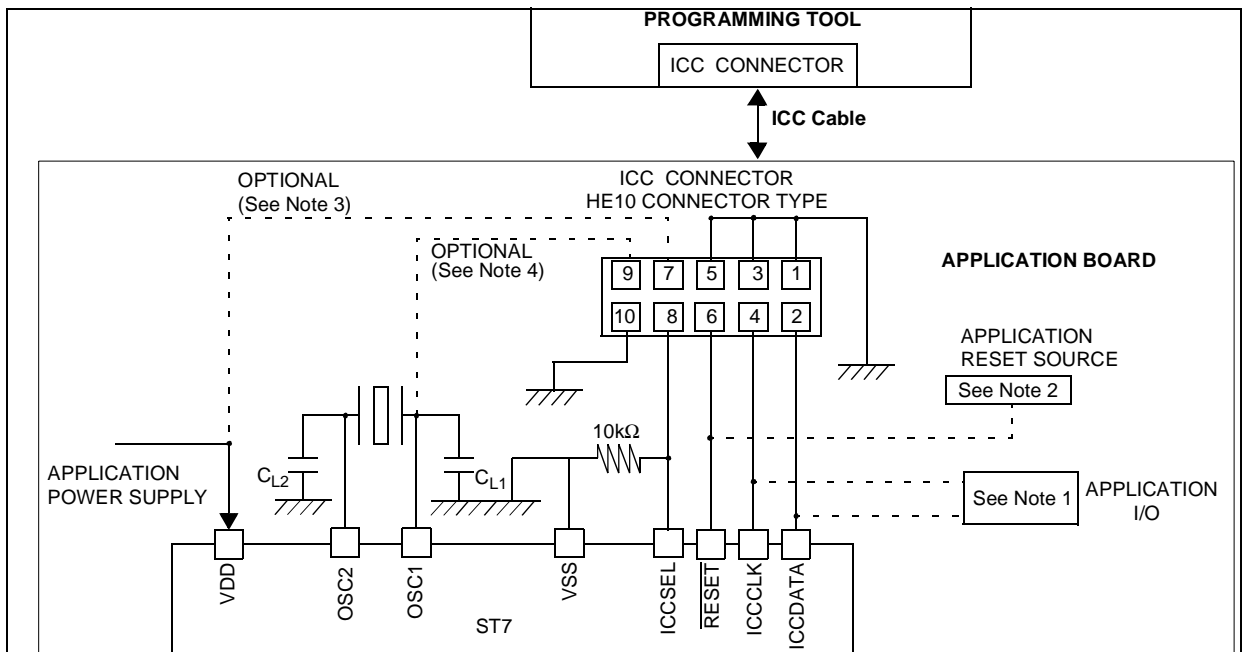 PROGRAMMING TOOL
ICC CONNECTOR
ICC Cable
OPTIONAL
(See Note 3)
ICC CONNECTOR
HE10 CONNECTOR TYPE
OPTIONAL
(See Note 4)
9 7 5 3 1
10 8 6 4 2
APPLICATION BOARD
APPLICATION
RESET SOURCE
See Note 2
10kΩ
CL2
CL1
APPLICATION
POWER SUPPLY
See Note 1
APPLICATION
I/O
VDD
OSC2
OSC1
VSS
ICCSEL
RESET
ICCCLK
ICCDATA
ST7